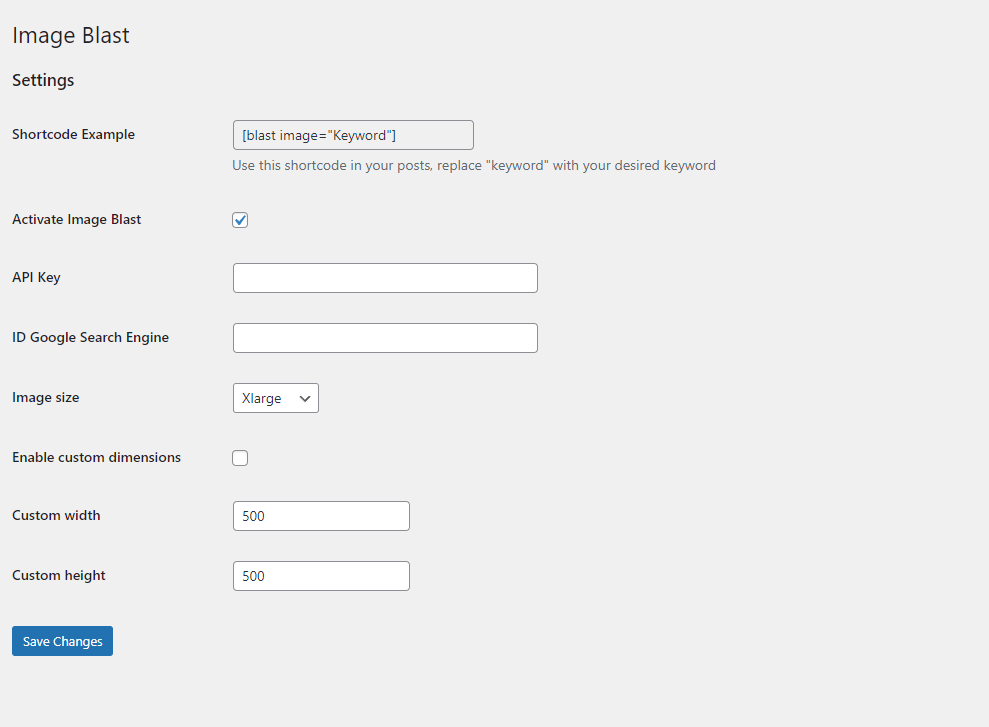 Image Blast
Settings
Shortcode Example
[blast image="Keyword"]
Use this shortcode in your posts, replace "keyword" with your desired keyword
Activate Image Blast
API Key
ID Google Search Engine
Image size
Xlarge
Enable custom dimensions
Custom width
500
Custom height
500
Save Changes